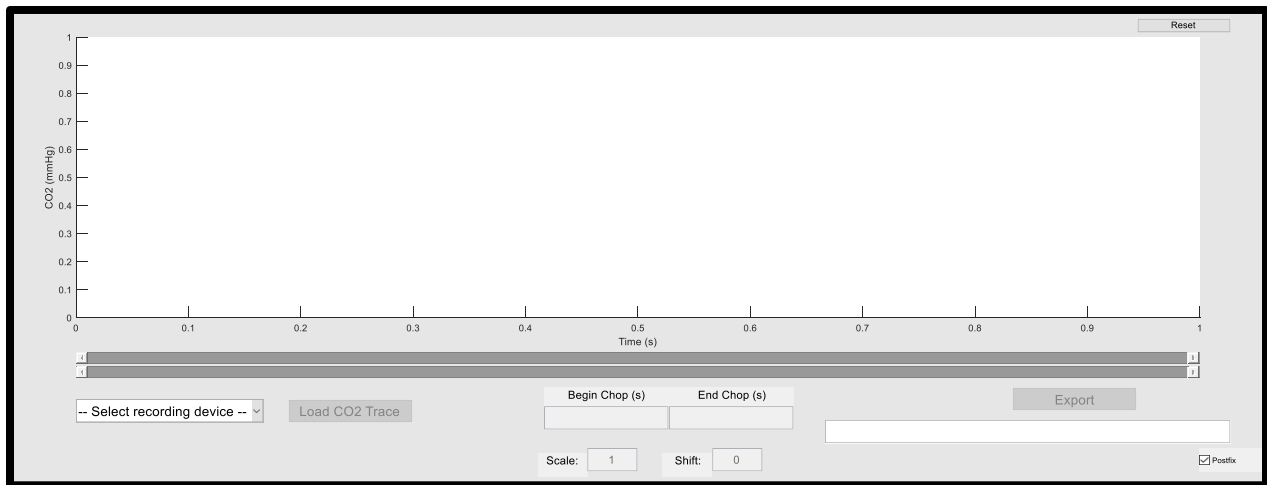 Reset
1
0.9
0.8
0.7
0.6
0.5
0.4
0.3
0.2
0.1
0
CO2 (mmHg)
0 0.1 0.2 0.3 0.4 0.5 0.6 0.7 0.8 0.9 1
Time (s)
Begin Chop (s) End Chop (s)
-- Select recording device -- Load CO2 Trace
Export
Scale: 1 Shift: 0
Postfix